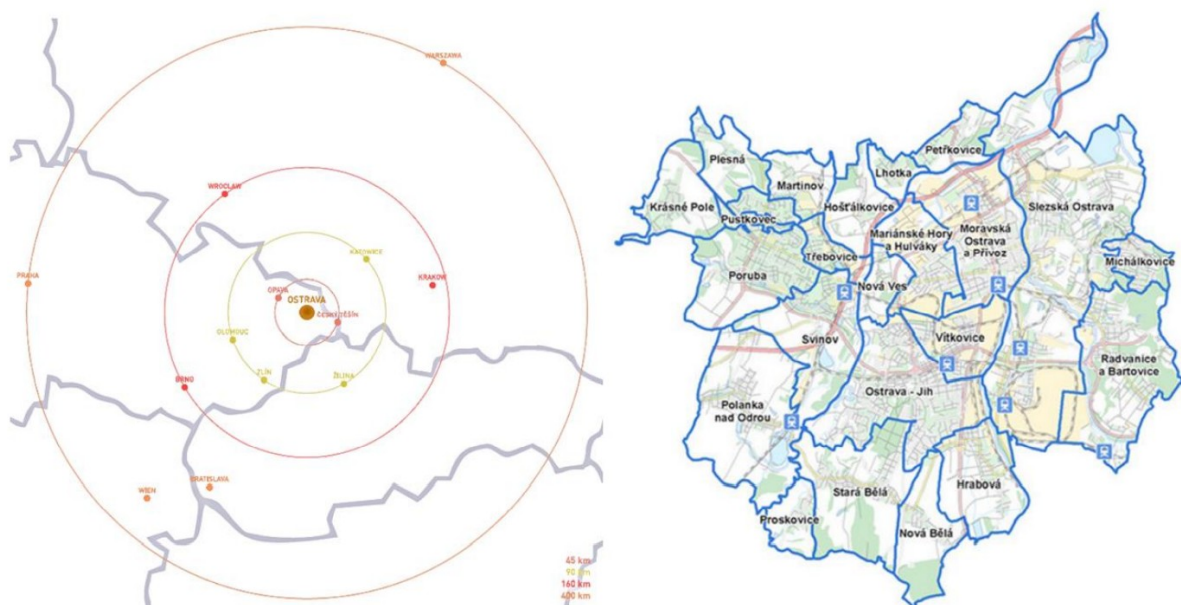 WARSZAWA
WROCLAW
KATOWICE
PRAHA
KRAKOW
OPAVA
OSTRAVA
ČESKÝ TĚŠÍN
OLOMOUC
ZLÍN
ŽILINA
BRNO
BRATISLAVA
WIEN
45 km
90 km
160 km
400 km
Petřkovice
Plesná
Lhotka
Martinov
Krásné Pole
Hošťálkovice
Slezská Ostrava
Pustkovec
Mariánské Hory
a Hulváky
Moravská
Ostrava
a Přívoz
Třebovice
Michálkovice
Poruba
Nová Ves
Svinov
Vítkovice
Radvanice
a Bartovice
Ostrava - Jih
Polanka
nad Odrou
Hrabová
Stará Bělá
Proskovice
Nová Bělá